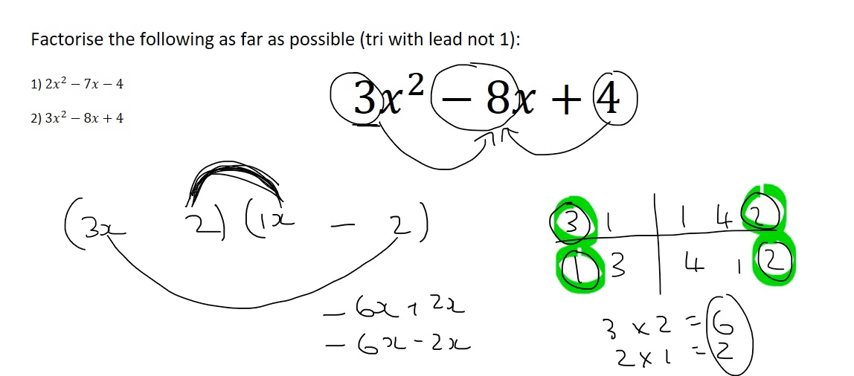 Factorise the following as far as possible (tri with lead not 1):
1) 2x² – 7x – 4
2) 3x² – 8x + 4
3x² – 8x + 4
(3x 2) (1x – 2)
3 1 | 1 4 2
1 3 | 4 1 2
– 6x + 2x
– 6x – 2x
3 x 2 = 6
2 x 1 = 2